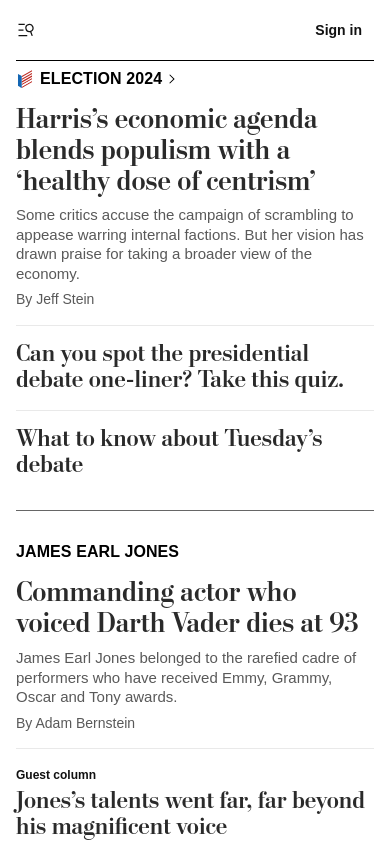 Sign in
ELECTION 2024
Harris’s economic agenda
blends populism with a
‘healthy dose of centrism’
Some critics accuse the campaign of scrambling to
appease warring internal factions. But her vision has
drawn praise for taking a broader view of the
economy.
By Jeff Stein
Can you spot the presidential
debate one-liner? Take this quiz.
What to know about Tuesday’s
debate
JAMES EARL JONES
Commanding actor who
voiced Darth Vader dies at 93
James Earl Jones belonged to the rarefied cadre of
performers who have received Emmy, Grammy,
Oscar and Tony awards.
By Adam Bernstein
Guest column
Jones’s talents went far, far beyond
his magnificent voice